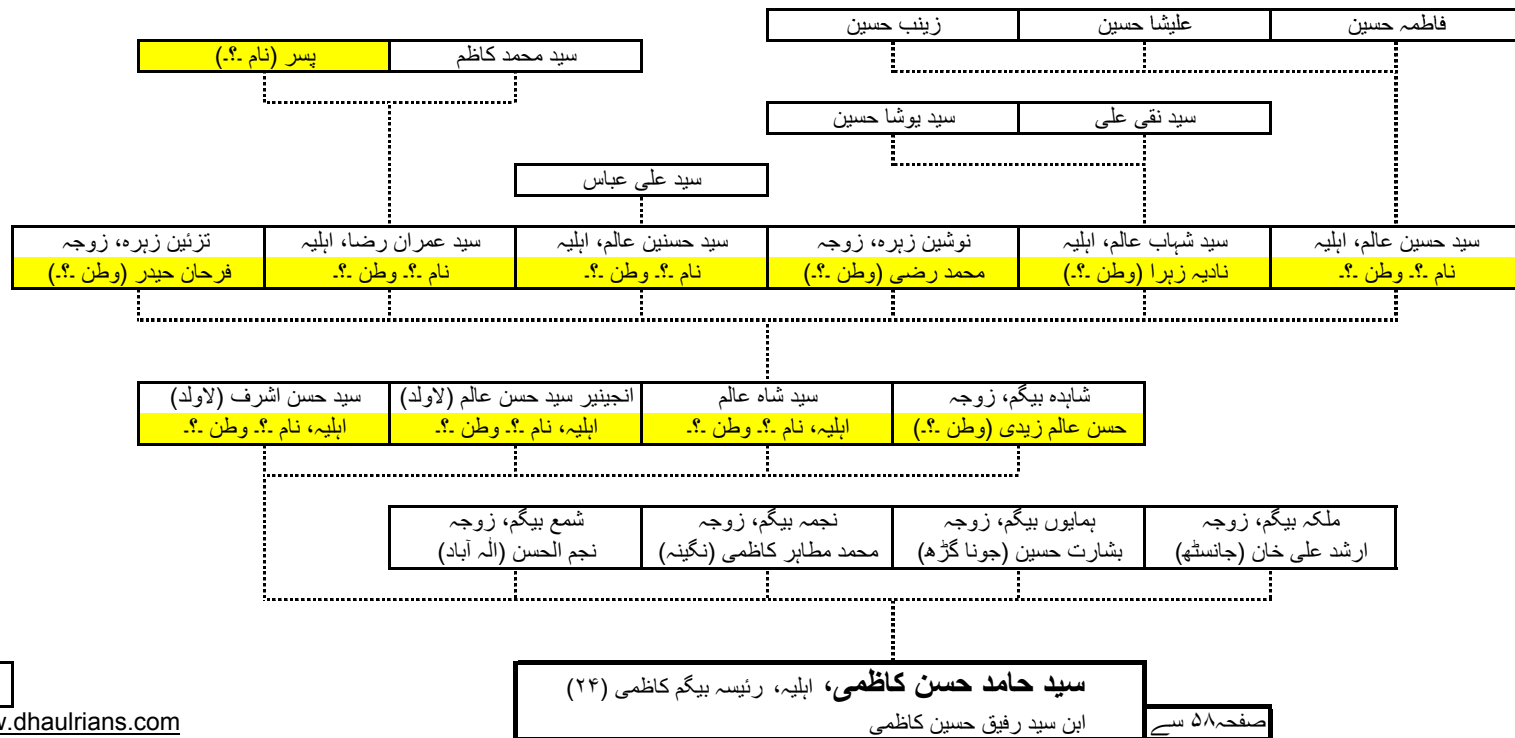 فاطمہ حسین
علیشا حسین
زینب حسین
سید محمد کاظم
پسر (نام ۔؟۔)
سید نقی علی
سید یوشا حسین
سید علی عباس
سید حسین عالم، اہلیہ
نام ۔؟۔ وطن ۔؟۔
سید شہاب عالم، اہلیہ
نادیہ زہرا (وطن ۔؟۔)
نوشین زہرہ، زوجہ
محمد رضی (وطن ۔؟۔)
سید حسنین عالم، اہلیہ
نام ۔؟۔ وطن ۔؟۔
سید عمران رضا، اہلیہ
نام ۔؟۔ وطن ۔؟۔
تزئین زہرہ، زوجہ
فرحان حیدر (وطن ۔؟۔)
شاہدہ بیگم، زوجہ
حسن عالم زیدی (وطن ۔؟۔)
سید شاہ عالم
اہلیہ، نام ۔؟۔ وطن ۔؟۔
انجینیر سید حسن عالم (لاولد)
اہلیہ، نام ۔؟۔ وطن ۔؟۔
سید حسن اشرف (لاولد)
اہلیہ، نام ۔؟۔ وطن ۔؟۔
ملکہ بیگم، زوجہ
ارشد علی خان (جانسٹھ)
ہمایوں بیگم، زوجہ
بشارت حسین (جونا گڑھ)
نجمہ بیگم، زوجہ
محمد مطاہر کاظمی (نگینہ)
شمع بیگم، زوجہ
نجم الحسن (الٰہ آباد)
سید حامد حسن کاظمی، اہلیہ، رئیسہ بیگم کاظمی (۲۴)
ابن سید رفیق حسین کاظمی
صفحہ۵۸ سے
w.dhaulrians.com